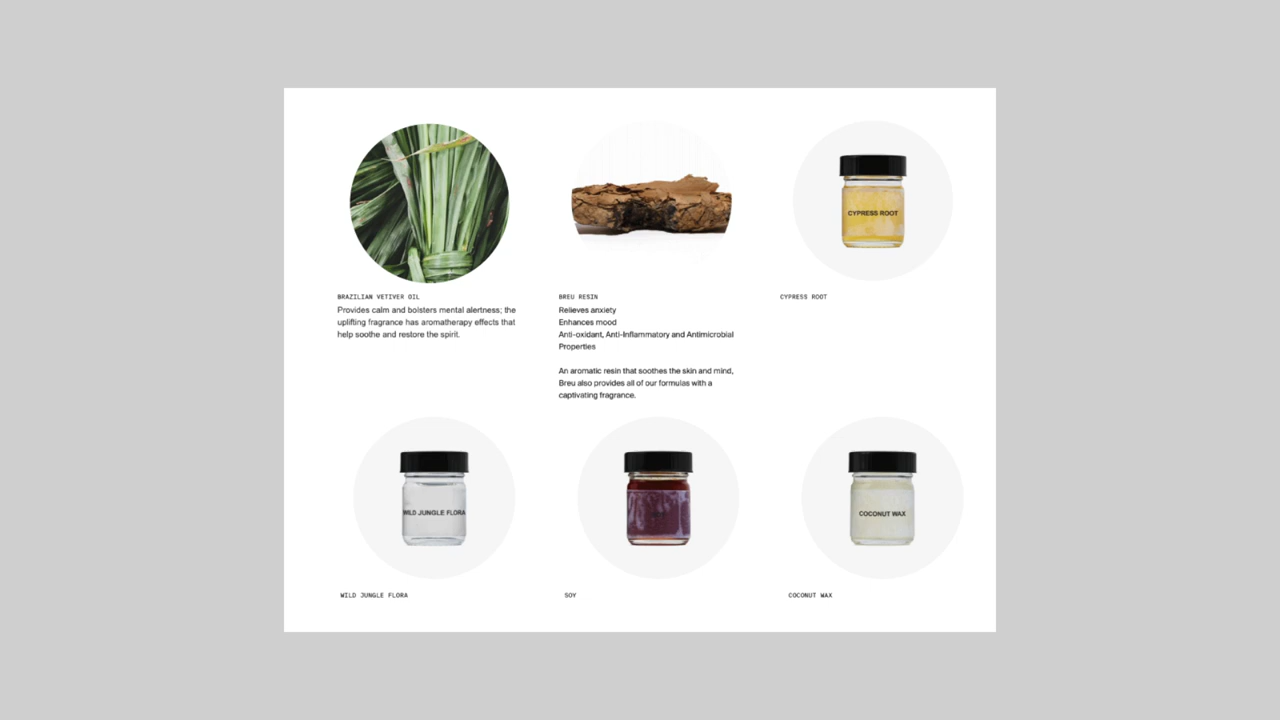 CYPRESS ROOT
BRAZILIAN VETIVER OIL
Provides calm and bolsters mental alertness; the
uplifting fragrance has aromatherapy effects that
help soothe and restore the spirit.
BREU RESIN
Relieves anxiety
Enhances mood
Anti-oxidant, Anti-Inflammatory and Antimicrobial
Properties
An aromatic resin that soothes the skin and mind,
Breu also provides all of our formulas with a
captivating fragrance.
CYPRESS ROOT
WILD JUNGLE FLORA
COCONUT WAX
WILD JUNGLE FLORA
SOY
COCONUT WAX